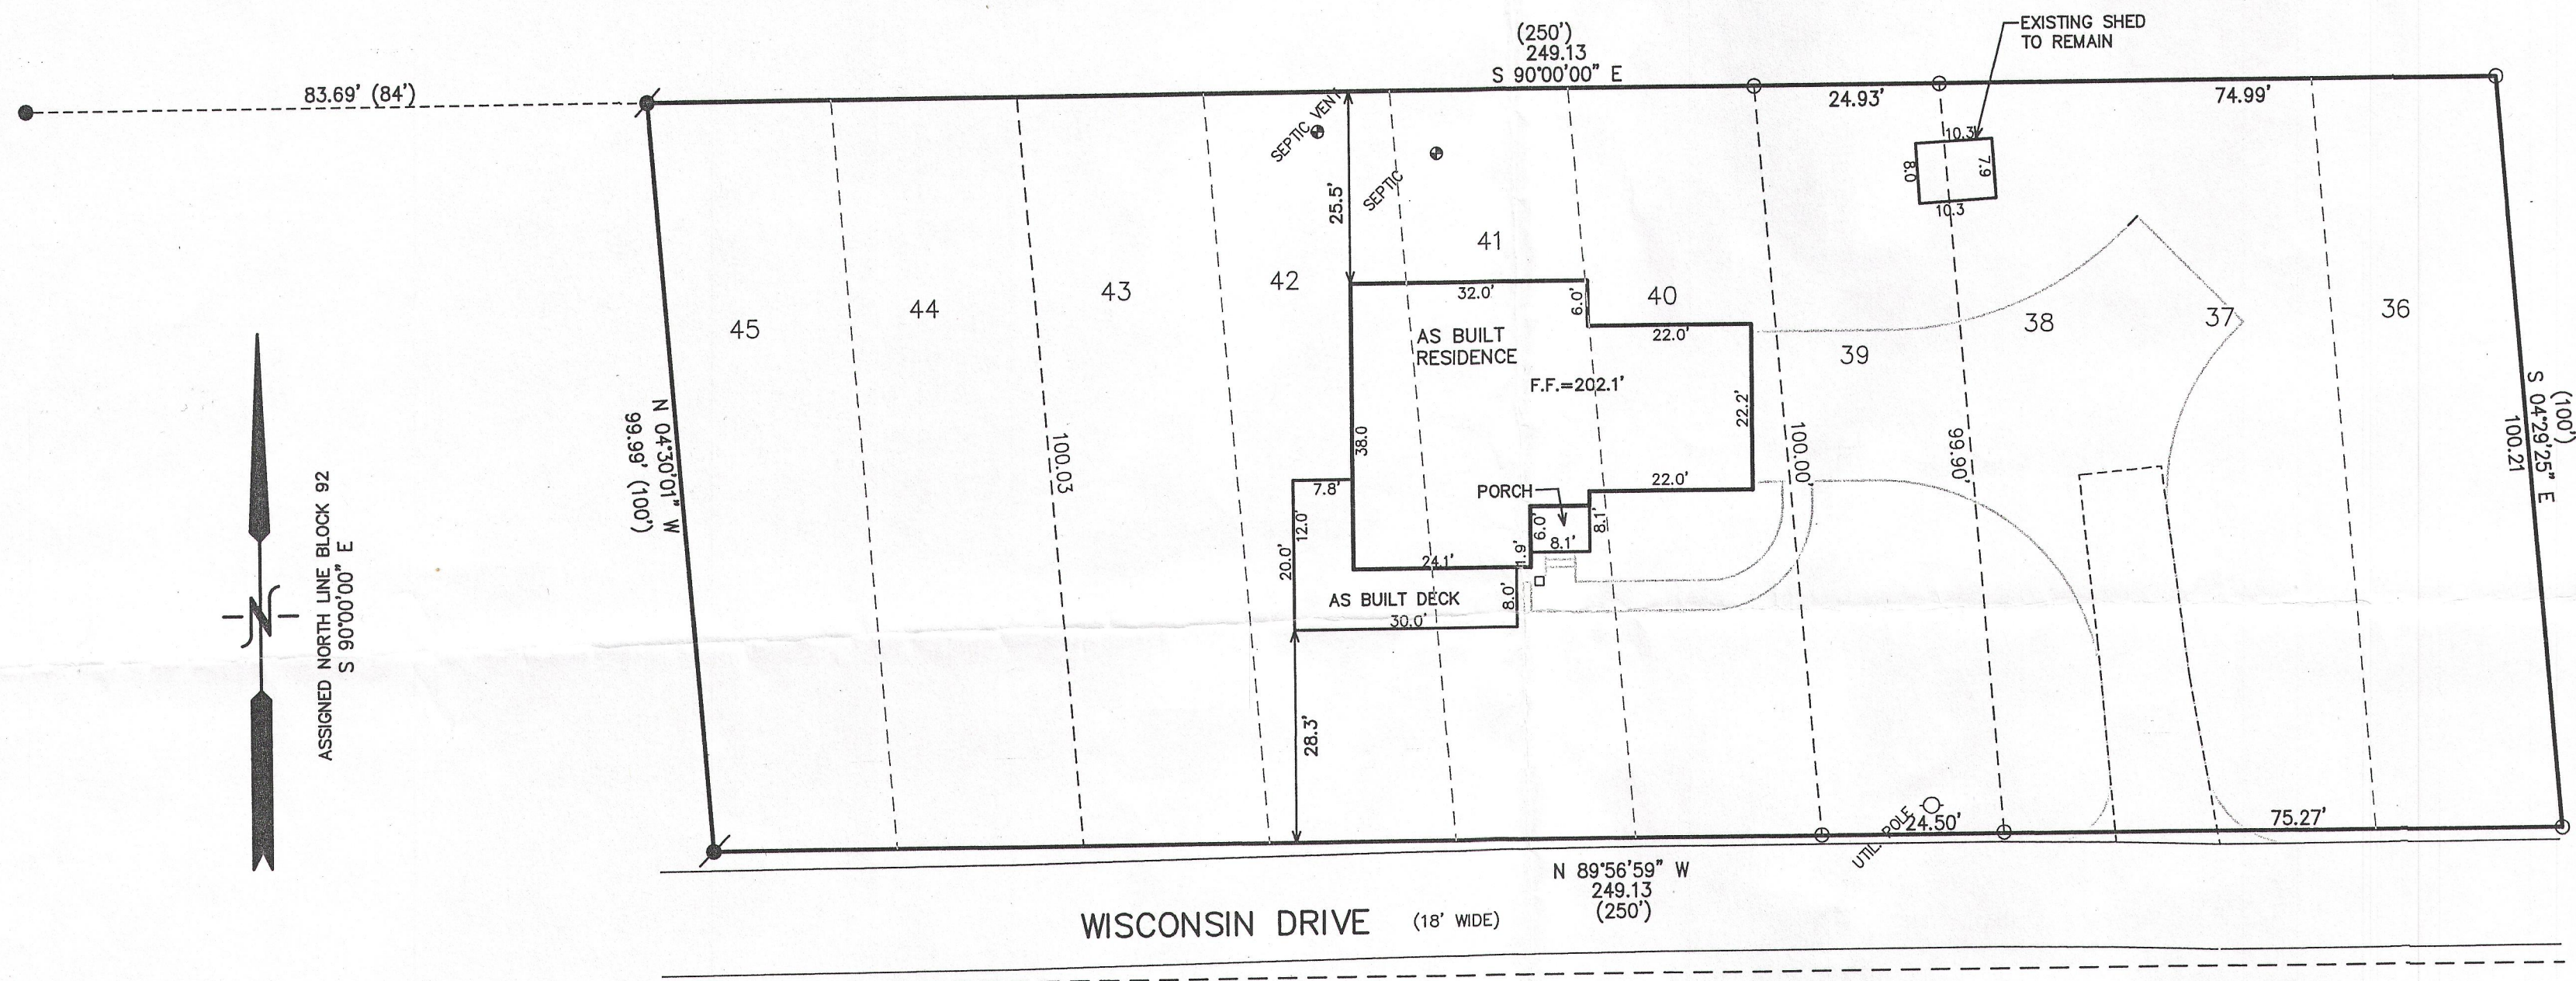 (250')
249.13
S 90°00'00" E
EXISTING SHED
TO REMAIN
83.69' (84')
24.93'
74.99'
SEPTIC VENT
SEPTIC
25.5'
10.3
8.0
7.9
10.3
45
44
43
42
41
40
39
38
37
36
32.0'
6.0'
22.0'
AS BUILT
RESIDENCE
F.F.=202.1'
22.2'
38.0
22.0'
PORCH
7.8'
12.0'
20.0'
6.0'
8.1'
8.1'
1.9'
24.1'
AS BUILT DECK
8.0'
30.0'
28.3'
N 04°30'01" W
99.99' (100')
100.03
100.00'
99.90'
(100')
S 04°29'25" E
100.21
ASSIGNED NORTH LINE BLOCK 92
S 90°00'00" E
N
UTIL. POLE
24.50'
75.27'
N 89°56'59" W
249.13
(250')
WISCONSIN DRIVE (18' WIDE)